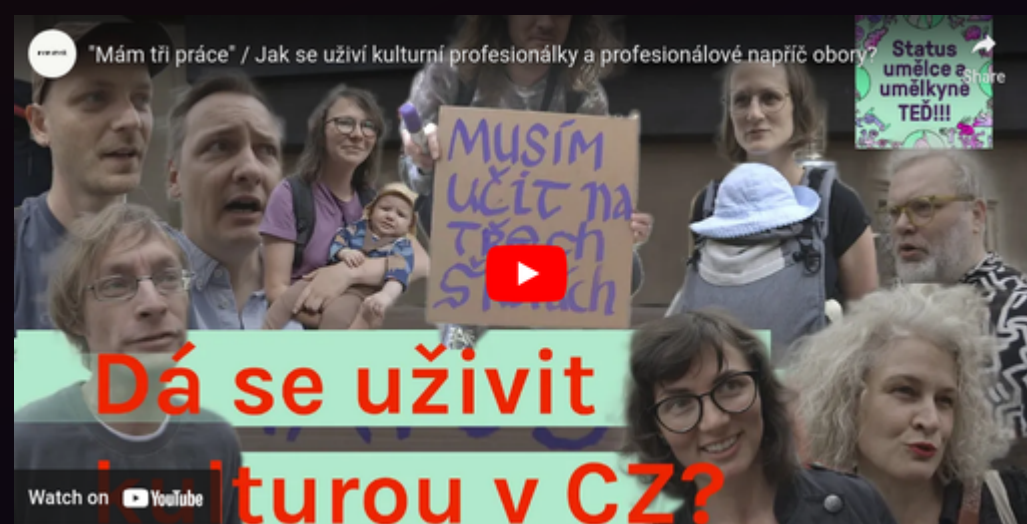 "Mám tři práce" / Jak se uživí kulturní profesionálky a profesionálové napříč obory?
Share
Status
umělce a
umělkyně
TEĎ!!!
MUSÍM
UČIT na
TŘech
Dá se uživit
kulturou v CZ?
Watch on YouTube